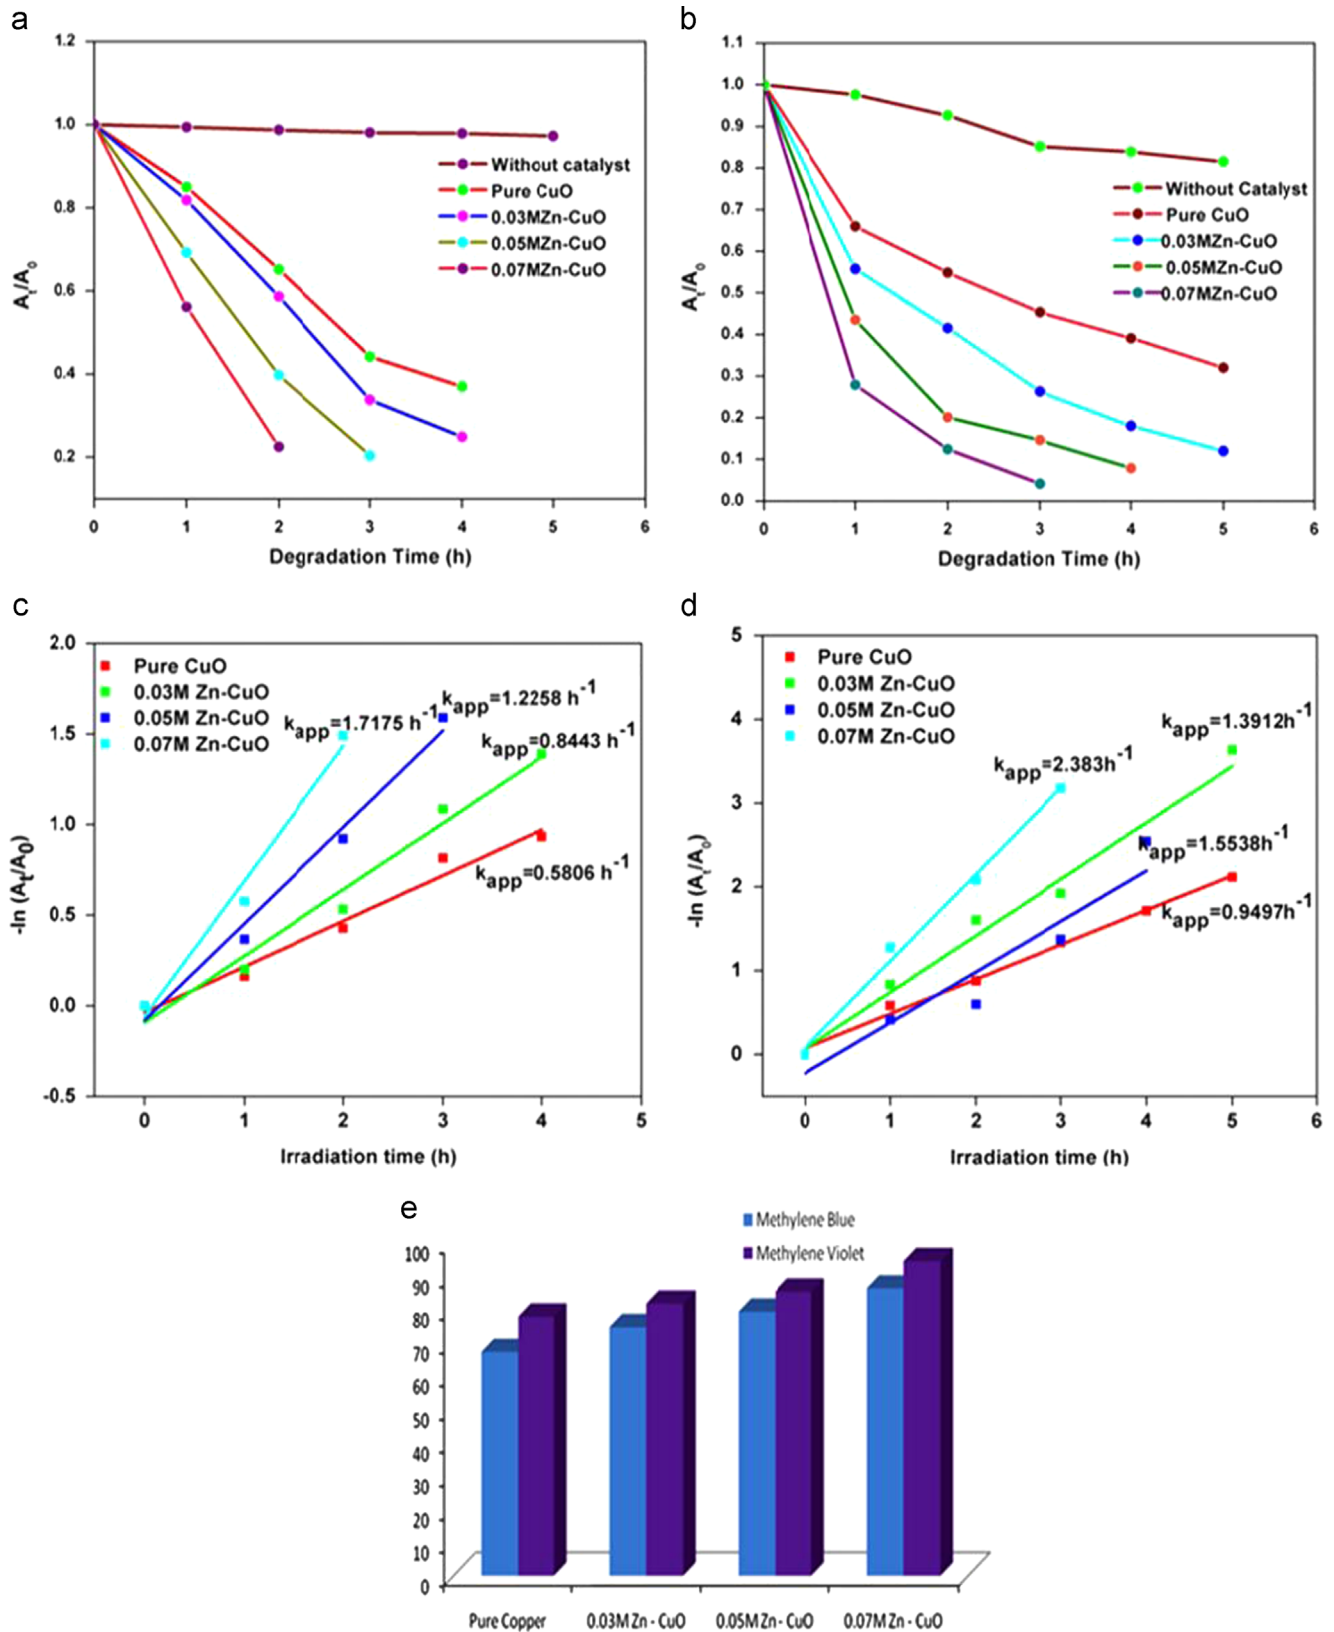 a
1.2
1.0
0.8
0.6
0.4
0.2
At/A0
Without catalyst
Pure CuO
0.03MZn-CuO
0.05MZn-CuO
0.07MZn-CuO
0 1 2 3 4 5 6
Degradation Time (h)
b
1.1
1.0
0.9
0.8
0.7
0.6
0.5
0.4
0.3
0.2
0.1
0.0
At/A0
Without Catalyst
Pure CuO
0.03MZn-CuO
0.05MZn-CuO
0.07MZn-CuO
0 1 2 3 4 5 6
Degradation Time (h)
c
2.0
1.5
1.0
0.5
0.0
-0.5
-ln (At/A0)
Pure CuO
0.03M Zn-CuO
0.05M Zn-CuO
0.07M Zn-CuO
kapp=1.7175 h-1
kapp=1.2258 h-1
kapp=0.8443 h-1
kapp=0.5806 h-1
0 1 2 3 4 5
Irradiation time (h)
d
5
4
3
2
1
0
-ln (At/A0)
Pure CuO
0.03M Zn-CuO
0.05M Zn-CuO
0.07M Zn-CuO
kapp=1.3912h-1
kapp=2.383h-1
kapp=1.5538h-1
kapp=0.9497h-1
0 1 2 3 4 5 6
Irradiation time (h)
e
Methylene Blue
Methylene Violet
100
90
80
70
60
50
40
30
20
10
0
Pure Copper 0.03M Zn - CuO 0.05M Zn - CuO 0.07M Zn - CuO